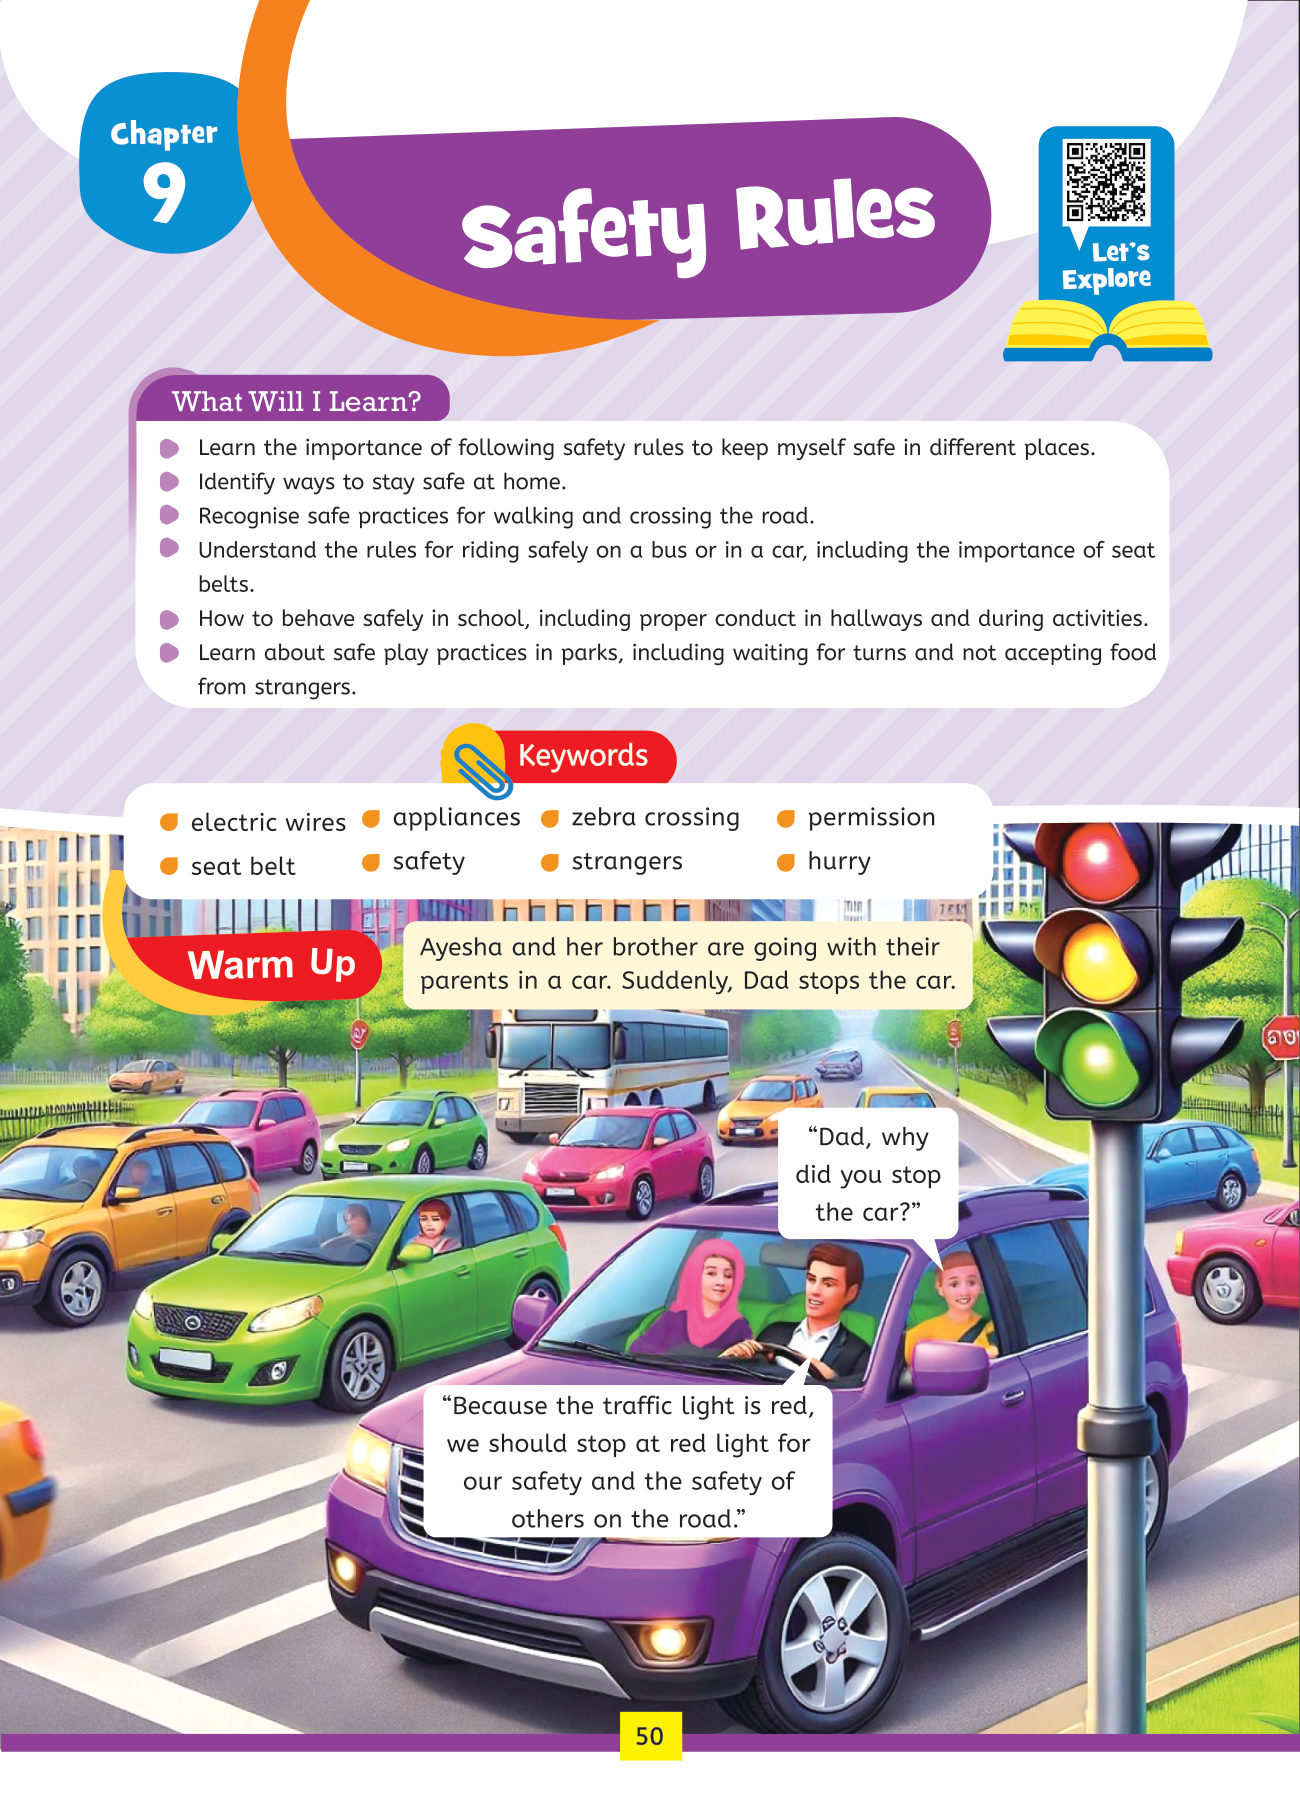 Chapter
9
Safety Rules
Let's
Explore
What Will I Learn?
Learn the importance of following safety rules to keep myself safe in different places.
Identify ways to stay safe at home.
Recognise safe practices for walking and crossing the road.
Understand the rules for riding safely on a bus or in a car, including the importance of seat
belts.
How to behave safely in school, including proper conduct in hallways and during activities.
Learn about safe play practices in parks, including waiting for turns and not accepting food
from strangers.
Keywords
electric wires
appliances
zebra crossing
permission
seat belt
safety
strangers
hurry
Warm Up
Ayesha and her brother are going with their
parents in a car. Suddenly, Dad stops the car.
“Dad, why
did you stop
the car?”
“Because the traffic light is red,
we should stop at red light for
our safety and the safety of
others on the road.”
50